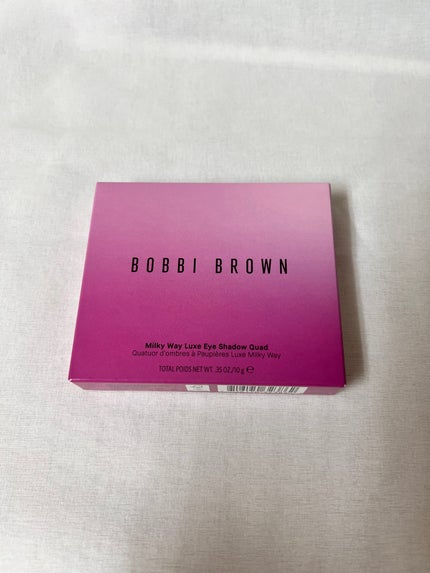 BOBBI BROWN
Milky Way Luxe Eye Shadow Quad
Quatuor d'ombres à Paupières Luxe Milky Way
TOTAL POIDS NET WT. .35 OZ/10 g ℮